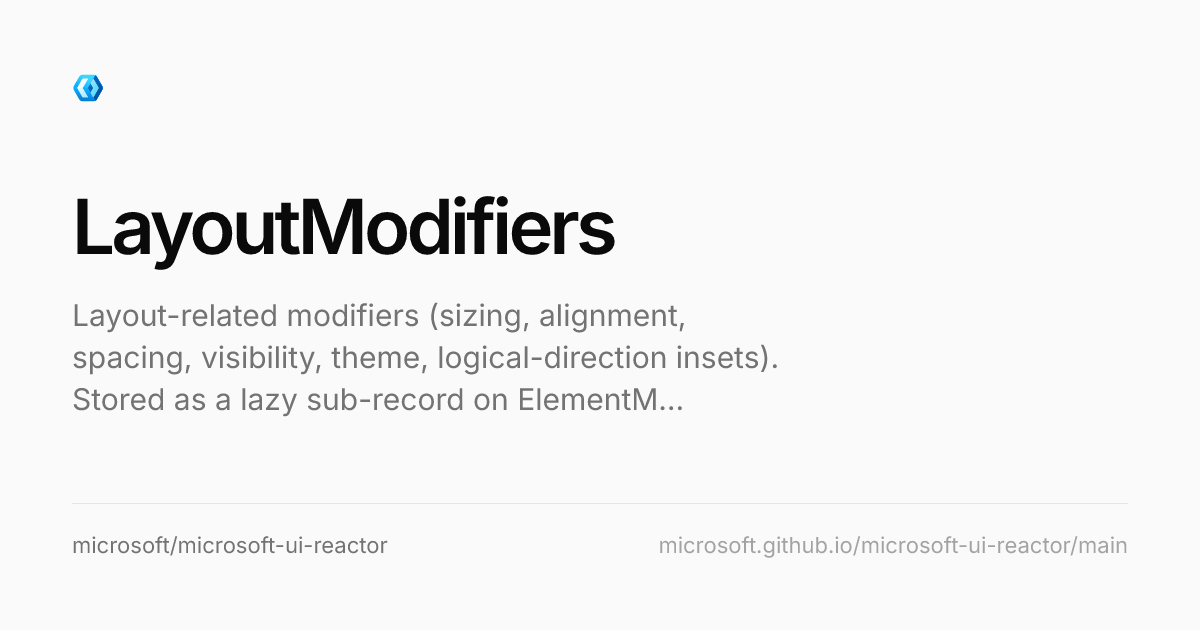 LayoutModifiers
Layout-related modifiers (sizing, alignment,
spacing, visibility, theme, logical-direction insets).
Stored as a lazy sub-record on ElementM...
microsoft/microsoft-ui-reactor
microsoft.github.io/microsoft-ui-reactor/main